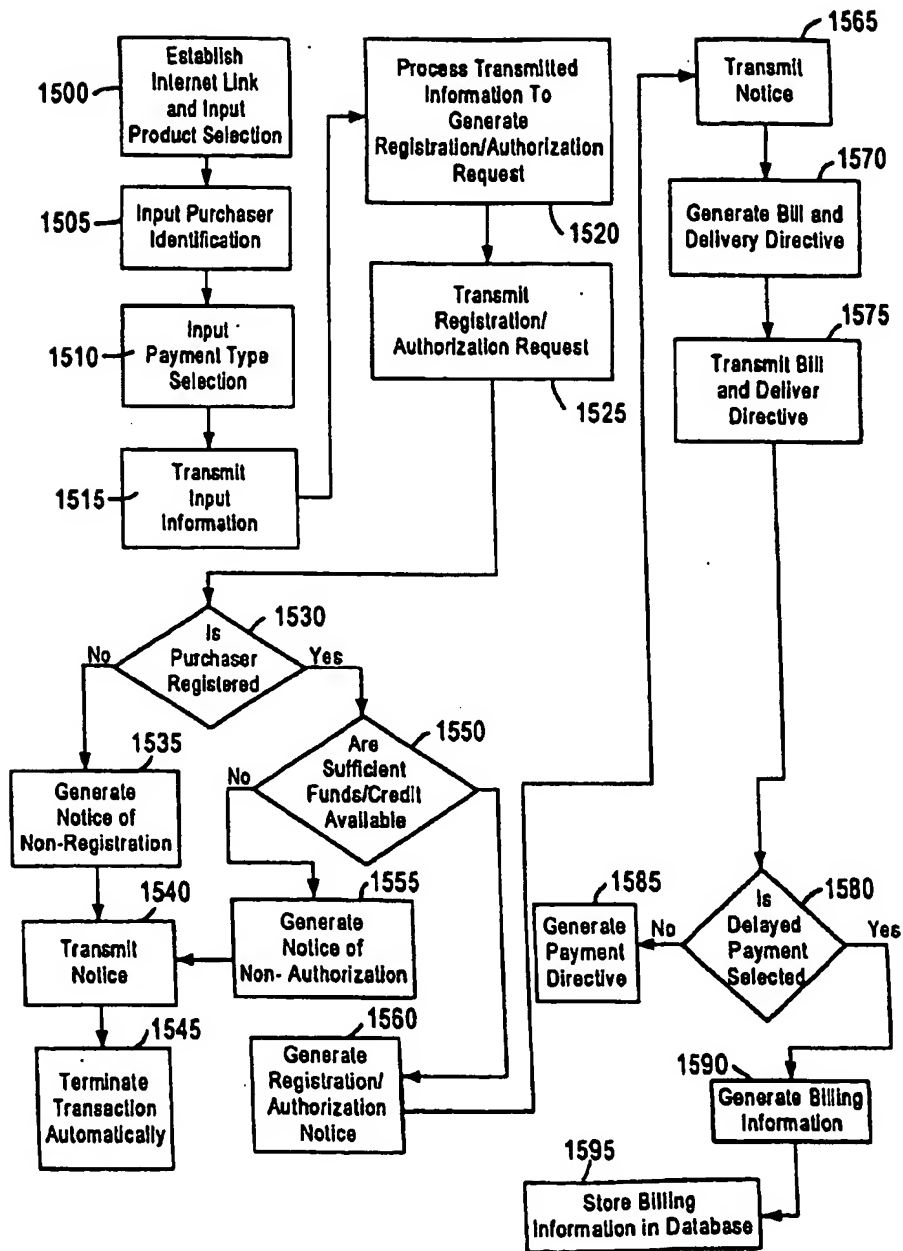 1500
Establish
Internet Link
and Input
Product Selection
1505
Input Purchaser
Identification
1510
Input
Payment Type
Selection
1515
Transmit
Input
Information
Process Transmitted
Information To
Generate
Registration/Authorization
Request
1520
Transmit
Registration/
Authorization Request
1525
1530
Is
Purchaser
Registered
No
Yes
1535
Generate
Notice of
Non-Registration
1540
Transmit
Notice
1545
Terminate
Transaction
Automatically
1550
Are
Sufficient
Funds/Credit
Available
No
1555
Generate
Notice of
Non- Authorization
1560
Generate
Registration/
Authorization
Notice
1565
Transmit
Notice
1570
Generate Bill and
Delivery Directive
1575
Transmit Bill
and Deliver
Directive
1580
Is
Delayed
Payment
Selected
No
Yes
1585
Generate
Payment
Directive
1590
Generate Billing
Information
1595
Store Billing
Information in Database